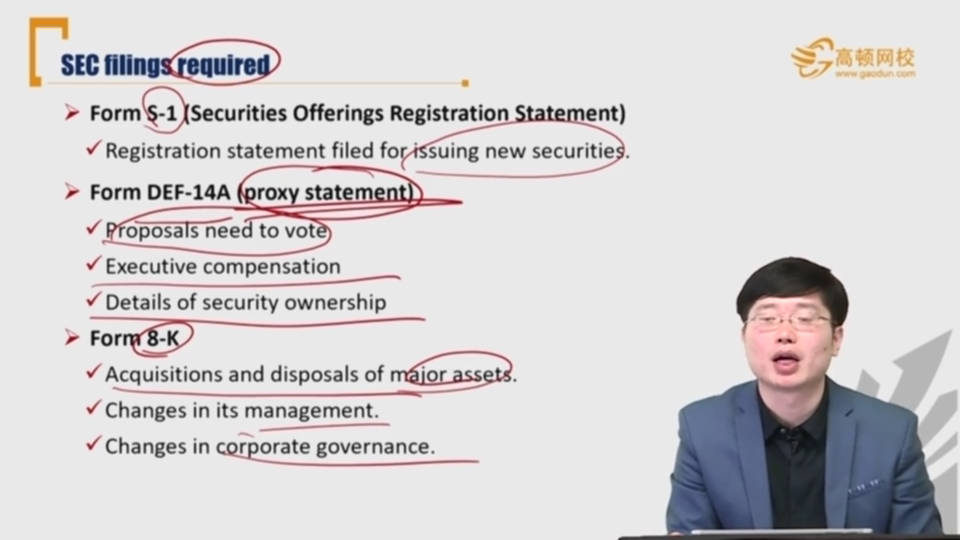 SEC filings required
高顿网校
www.gaodun.com
Form S-1 (Securities Offerings Registration Statement)
Registration statement filed for issuing new securities.
Form DEF-14A (proxy statement)
Proposals need to vote
Executive compensation
Details of security ownership
Form 8-K
Acquisitions and disposals of major assets.
Changes in its management.
Changes in corporate governance.